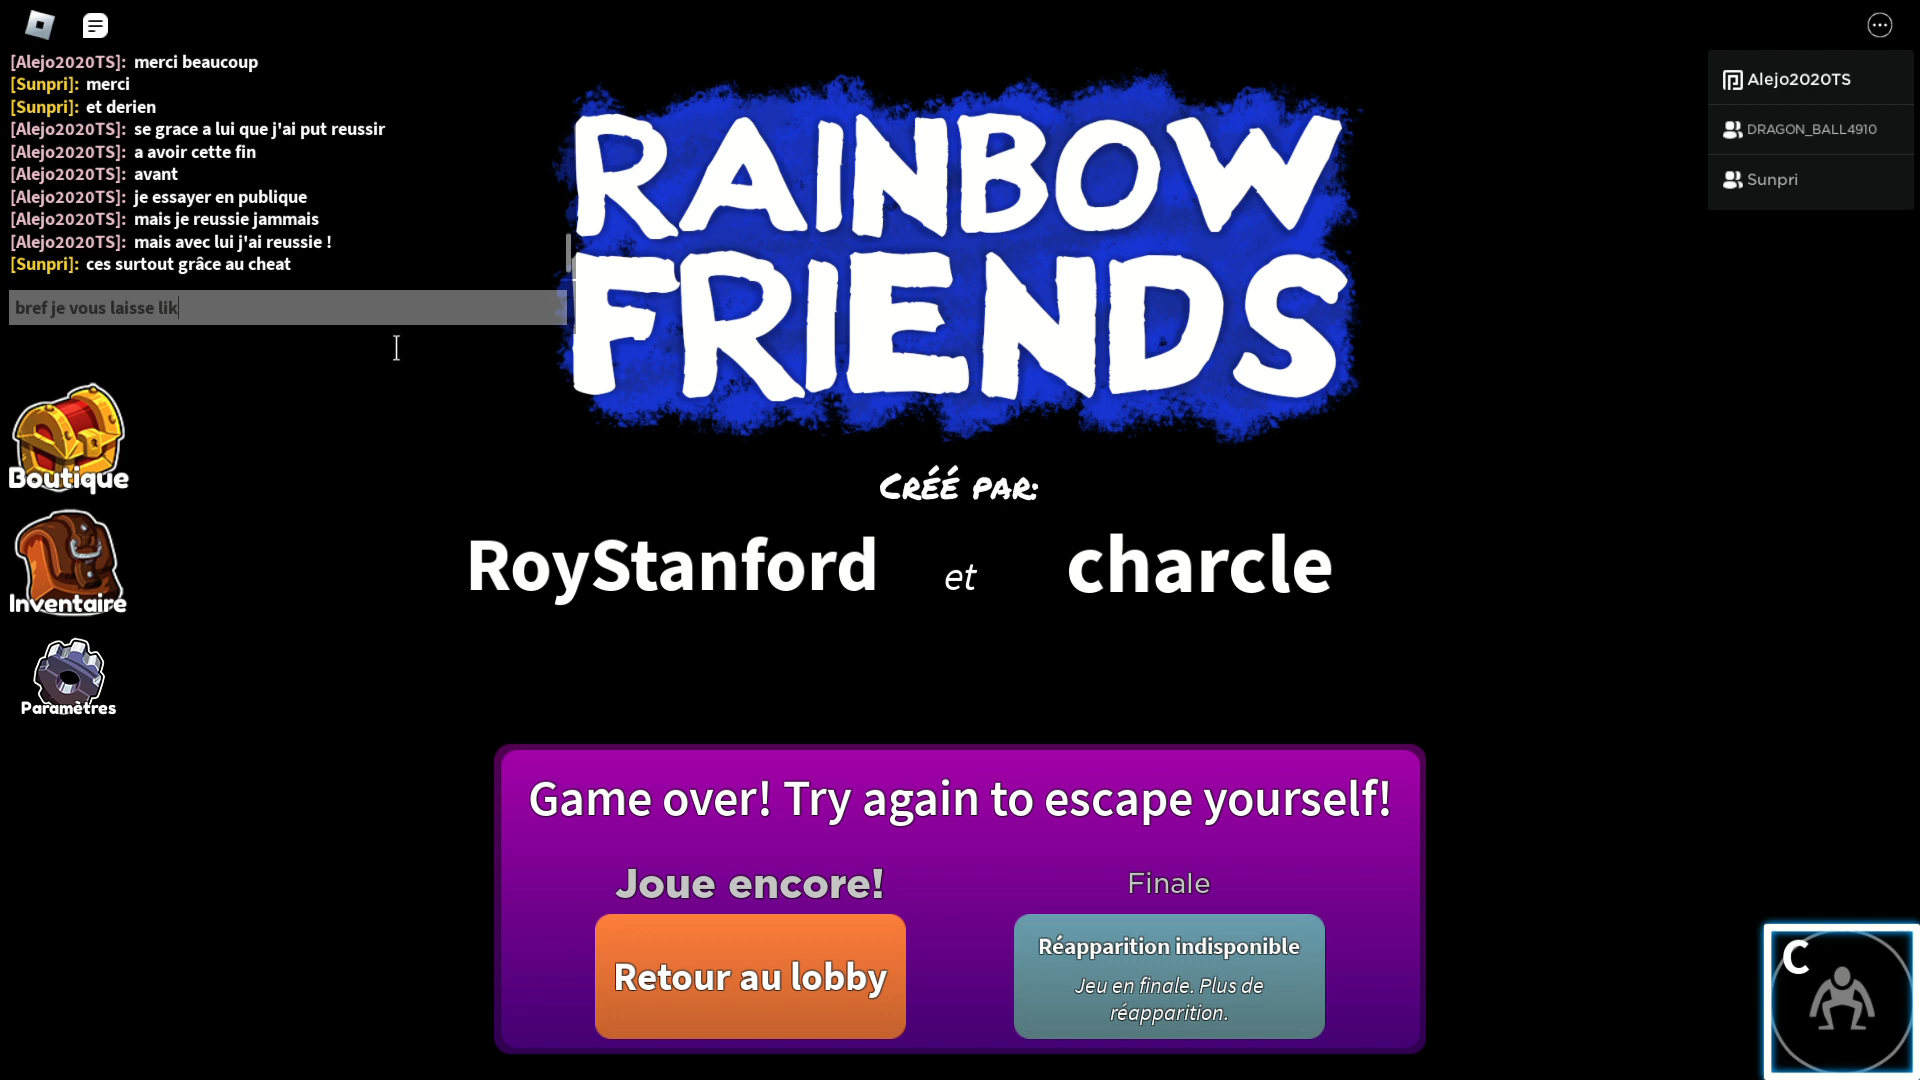 [Alejo2020TS]: merci beaucoup
[Sunpri]: merci
[Sunpri]: et derien
[Alejo2020TS]: se grace a lui que j'ai put reussir
[Alejo2020TS]: a avoir cette fin
[Alejo2020TS]: avant
[Alejo2020TS]: je essayer en publique
[Alejo2020TS]: mais je reussie jammais
[Alejo2020TS]: mais avec lui j'ai reussie !
[Sunpri]: ces surtout grâce au cheat
bref je vous laisse lik
Alejo2020TS
DRAGON_BALL4910
Sunpri
RAINBOW
FRIENDS
Créé par:
RoyStanford et charcle
Boutique
Inventaire
Paramètres
Game over! Try again to escape yourself!
Joue encore!
Retour au lobby
Finale
Réapparition indisponible
Jeu en finale. Plus de
réapparition.
C